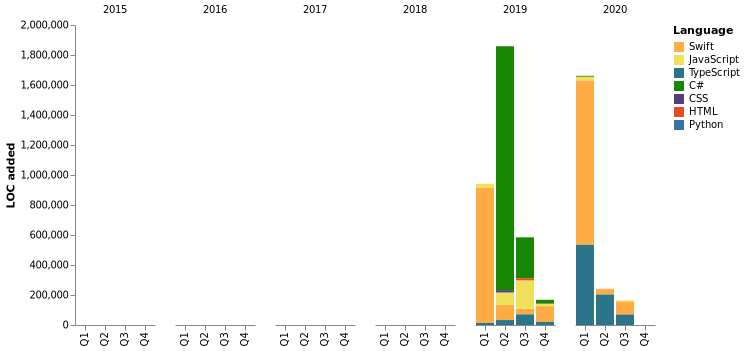 2015 2016 2017 2018 2019 2020
Language
Swift
JavaScript
TypeScript
C#
CSS
HTML
Python
LOC added
2,000,000
1,800,000
1,600,000
1,400,000
1,200,000
1,000,000
800,000
600,000
400,000
200,000
0
Q1 Q2 Q3 Q4 Q1 Q2 Q3 Q4 Q1 Q2 Q3 Q4 Q1 Q2 Q3 Q4 Q1 Q2 Q3 Q4 Q1 Q2 Q3 Q4